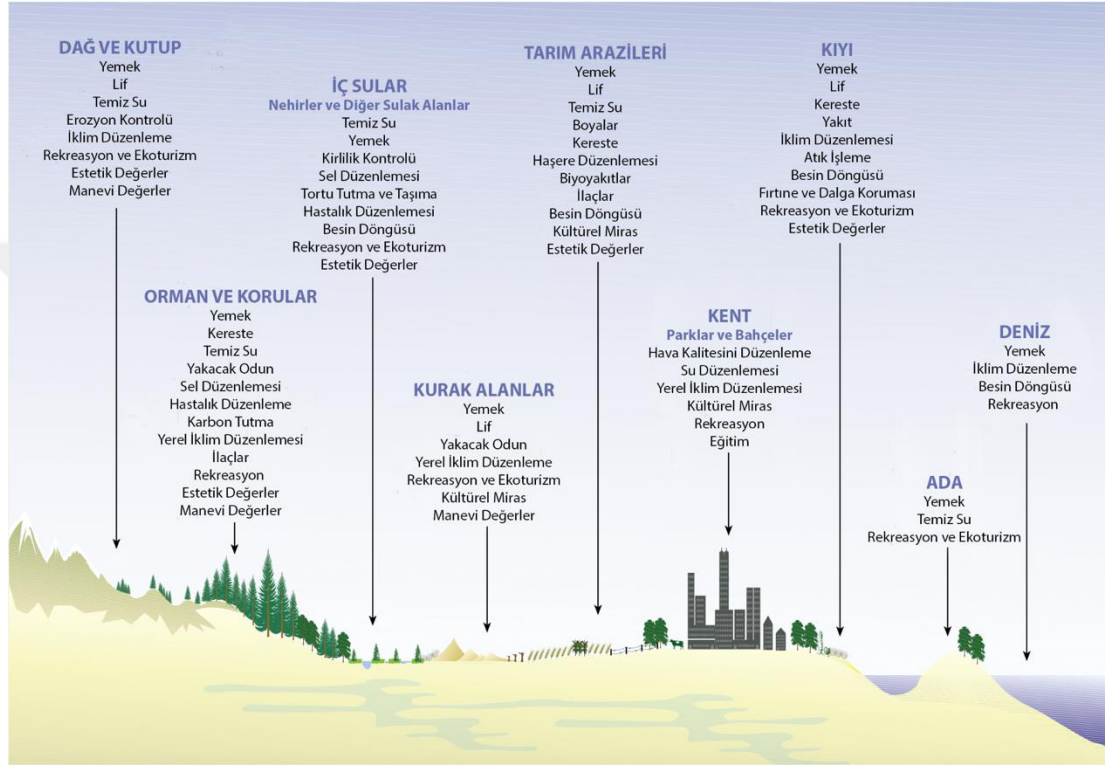 DAĞ VE KUTUP
Yemek
Lif
Temiz Su
Erozyon Kontrolü
İklim Düzenleme
Rekreasyon ve Ekoturizm
Estetik Değerler
Manevi Değerler
İÇ SULAR
Nehirler ve Diğer Sulak Alanlar
Temiz Su
Yemek
Kirlilik Kontrolü
Sel Düzenlemesi
Tortu Tutma ve Taşıma
Hastalık Düzenlemesi
Besin Döngüsü
Rekreasyon ve Ekoturizm
Estetik Değerler
TARIM ARAZİLERİ
Yemek
Lif
Temiz Su
Boyalar
Kereste
Haşere Düzenlemesi
Biyoyakıtlar
İlaçlar
Besin Döngüsü
Kültürel Miras
Estetik Değerler
KIYI
Yemek
Lif
Kereste
Yakıt
İklim Düzenlemesi
Atık İşleme
Besin Döngüsü
Fırtıne ve Dalga Koruması
Rekreasyon ve Ekoturizm
Estetik Değerler
ORMAN VE KORULAR
Yemek
Kereste
Temiz Su
Yakacak Odun
Sel Düzenlemesi
Hastalık Düzenleme
Karbon Tutma
Yerel İklim Düzenlemesi
İlaçlar
Rekreasyon
Estetik Değerler
Manevi Değerler
KURAK ALANLAR
Yemek
Lif
Yakacak Odun
Yerel İklim Düzenleme
Rekreasyon ve Ekoturizm
Kültürel Miras
Manevi Değerler
KENT
Parklar ve Bahçeler
Hava Kalitesini Düzenleme
Su Düzenlemesi
Yerel İklim Düzenlemesi
Kültürel Miras
Rekreasyon
Eğitim
DENİZ
Yemek
İklim Düzenleme
Besin Döngüsü
Rekreasyon
ADA
Yemek
Temiz Su
Rekreasyon ve Ekoturizm